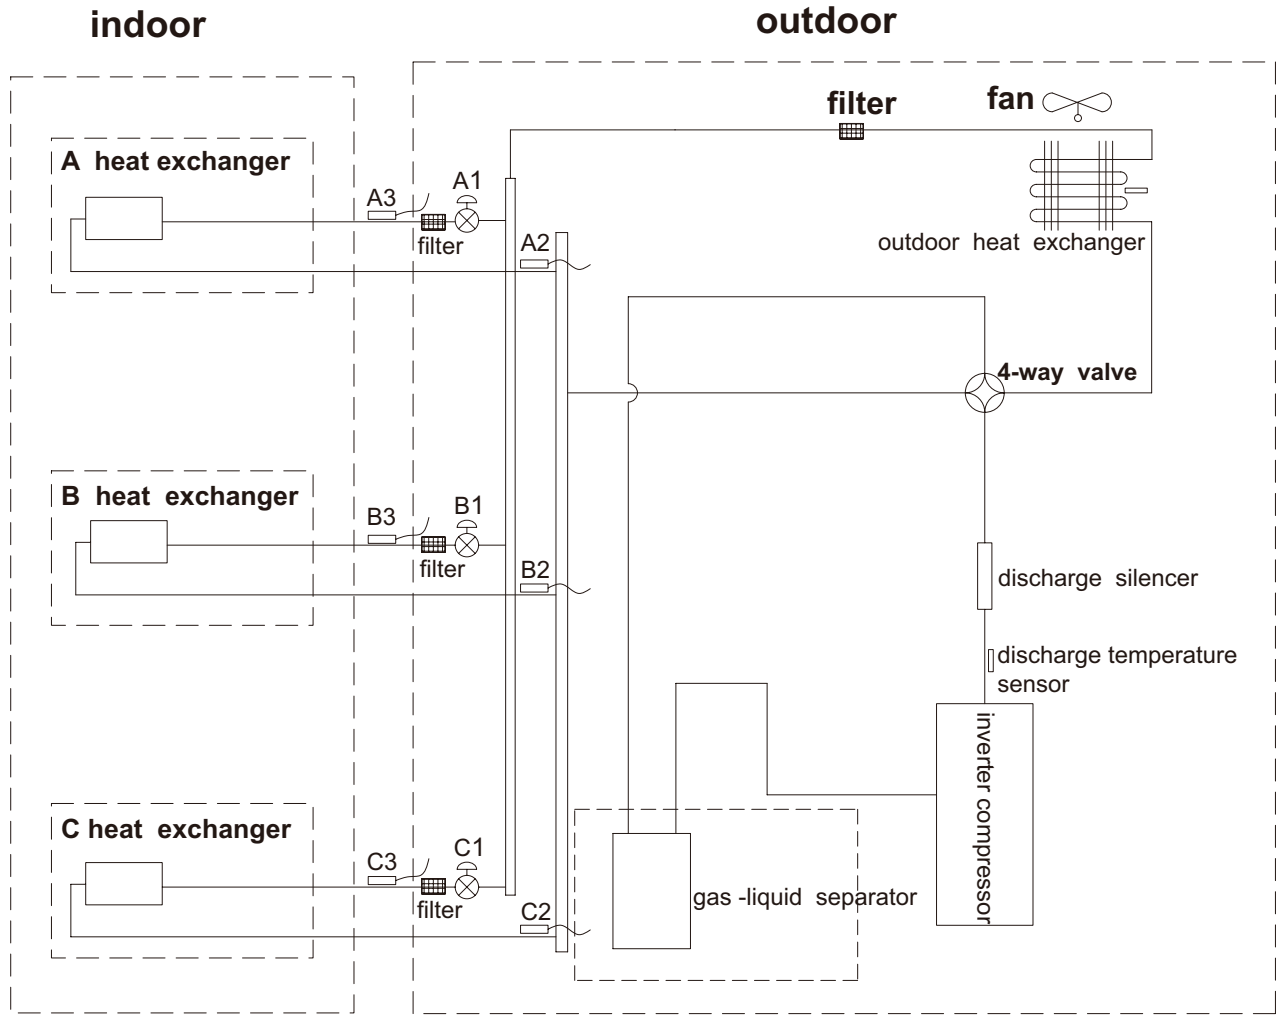 indoor
outdoor
filter
fan
A heat exchanger
A3
A1
filter
A2
outdoor heat exchanger
4-way valve
B heat exchanger
B3
B1
filter
B2
discharge silencer
discharge temperature
sensor
inverter compressor
C heat exchanger
C3
C1
filter
C2
gas -liquid separator